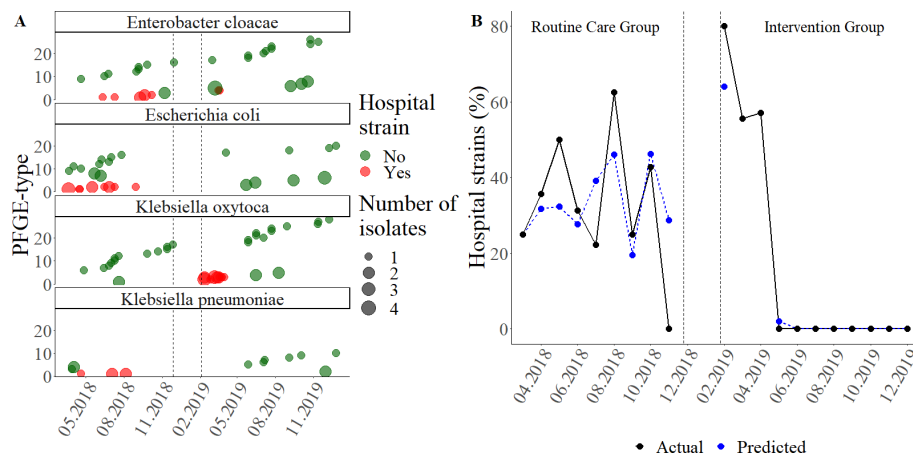 A
Enterobacter cloacae
20
10
0
Escherichia coli
20
10
0
Klebsiella oxytoca
20
10
0
Klebsiella pneumoniae
20
10
0
PFGE-type
05.2018
08.2018
11.2018
02.2019
05.2019
08.2019
11.2019
Hospital
strain
No
Yes
Number of
isolates
1
2
3
4
B
Routine Care Group
Intervention Group
Hospital strains (%)
80
60
40
20
0
04.2018
06.2018
08.2018
10.2018
12.2018
02.2019
04.2019
06.2019
08.2019
10.2019
12.2019
Actual
Predicted